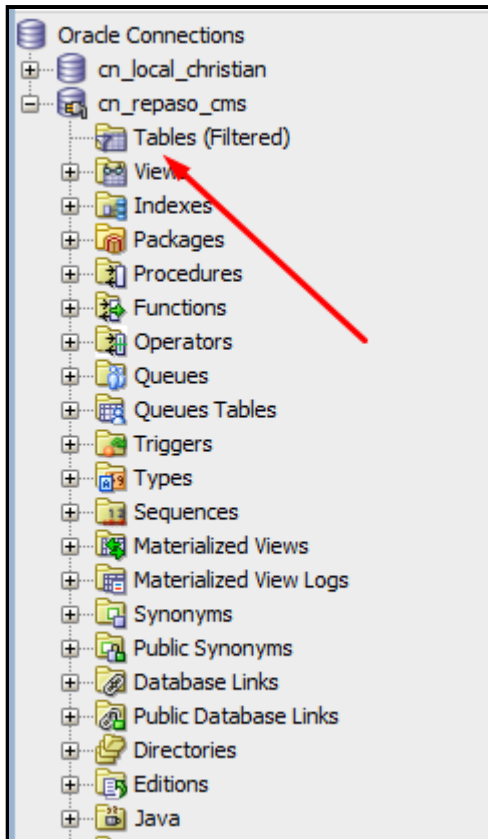 Oracle Connections
cn_local_christian
cn_repaso_cms
Tables (Filtered)
Views
Indexes
Packages
Procedures
Functions
Operators
Queues
Queues Tables
Triggers
Types
Sequences
Materialized Views
Materialized View Logs
Synonyms
Public Synonyms
Database Links
Public Database Links
Directories
Editions
Java